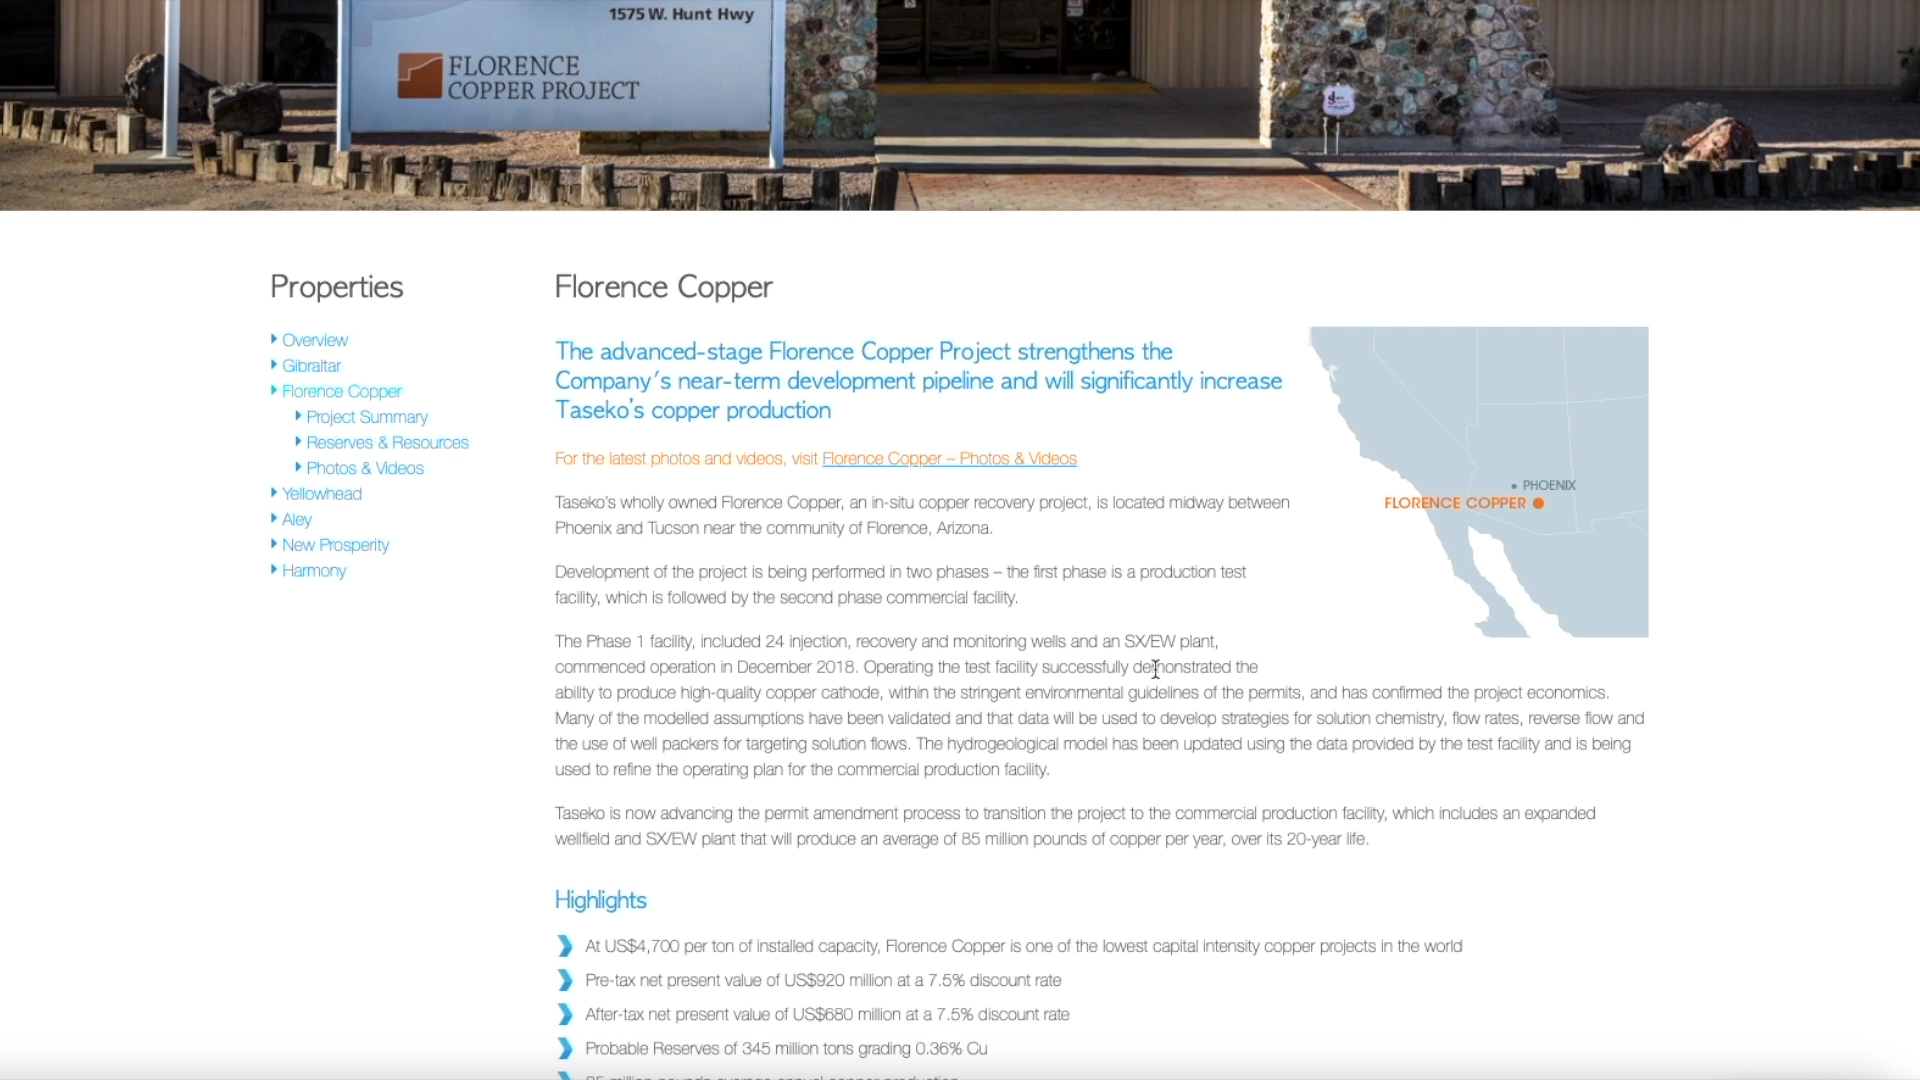 1575 W. Hunt Hwy
FLORENCE
COPPER PROJECT
Properties
Overview
Gibraltar
Florence Copper
Project Summary
Reserves & Resources
Photos & Videos
Yellowhead
Aley
New Prosperity
Harmony
Florence Copper
The advanced-stage Florence Copper Project strengthens the
Company's near-term development pipeline and will significantly increase
Taseko's copper production
For the latest photos and videos, visit Florence Copper – Photos & Videos
Taseko's wholly owned Florence Copper, an in-situ copper recovery project, is located midway between
Phoenix and Tucson near the community of Florence, Arizona.
Development of the project is being performed in two phases – the first phase is a production test
facility, which is followed by the second phase commercial facility.
The Phase 1 facility, included 24 injection, recovery and monitoring wells and an SX/EW plant,
commenced operation in December 2018. Operating the test facility successfully demonstrated the
ability to produce high-quality copper cathode, within the stringent environmental guidelines of the permits, and has confirmed the project economics.
Many of the modelled assumptions have been validated and that data will be used to develop strategies for solution chemistry, flow rates, reverse flow and
the use of well packers for targeting solution flows. The hydrogeological model has been updated using the data provided by the test facility and is being
used to refine the operating plan for the commercial production facility.
Taseko is now advancing the permit amendment process to transition the project to the commercial production facility, which includes an expanded
wellfield and SX/EW plant that will produce an average of 85 million pounds of copper per year, over its 20-year life.
PHOENIX
FLORENCE COPPER
Highlights
At US$4,700 per ton of installed capacity, Florence Copper is one of the lowest capital intensity copper projects in the world
Pre-tax net present value of US$920 million at a 7.5% discount rate
After-tax net present value of US$680 million at a 7.5% discount rate
Probable Reserves of 345 million tons grading 0.36% Cu
85 million pounds average annual copper production